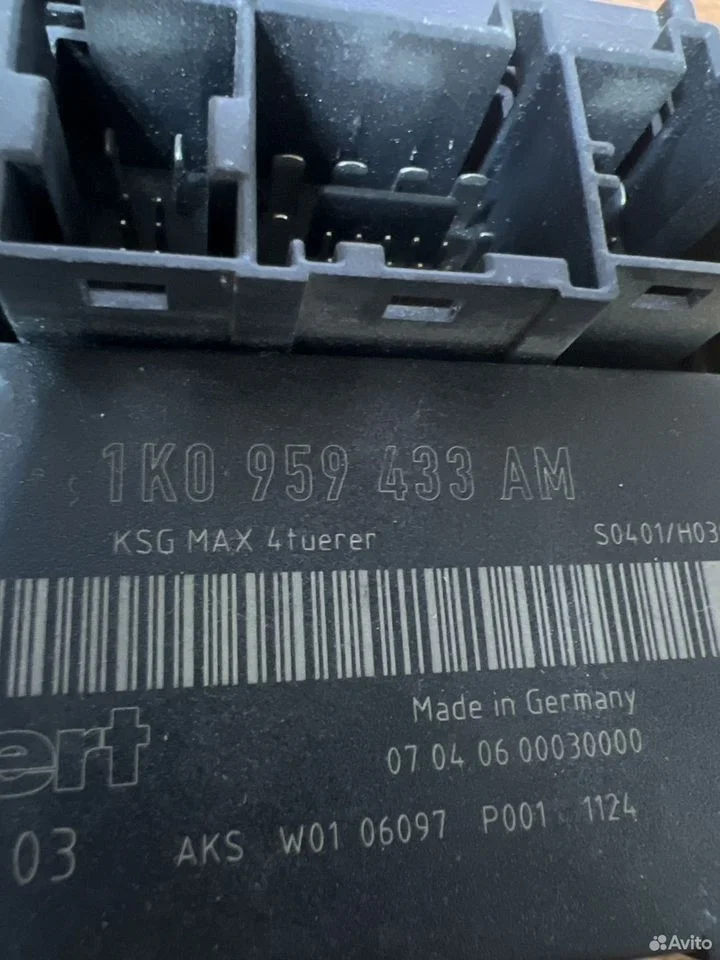 1K0 959 433 AM
KSG MAX 4tuerer
S0401/H03
Made in Germany
ert
07 04 06 00030000
03 AKS W01 06097 P001 1124
Avito